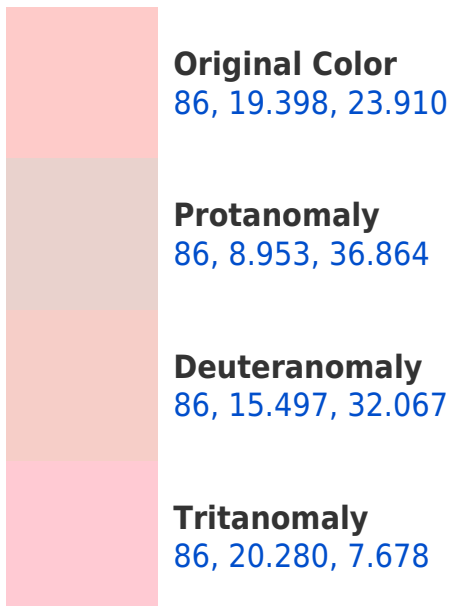 Original Color
86, 19.398, 23.910
Protanomaly
86, 8.953, 36.864
Deuteranomaly
86, 15.497, 32.067
Tritanomaly
86, 20.280, 7.678